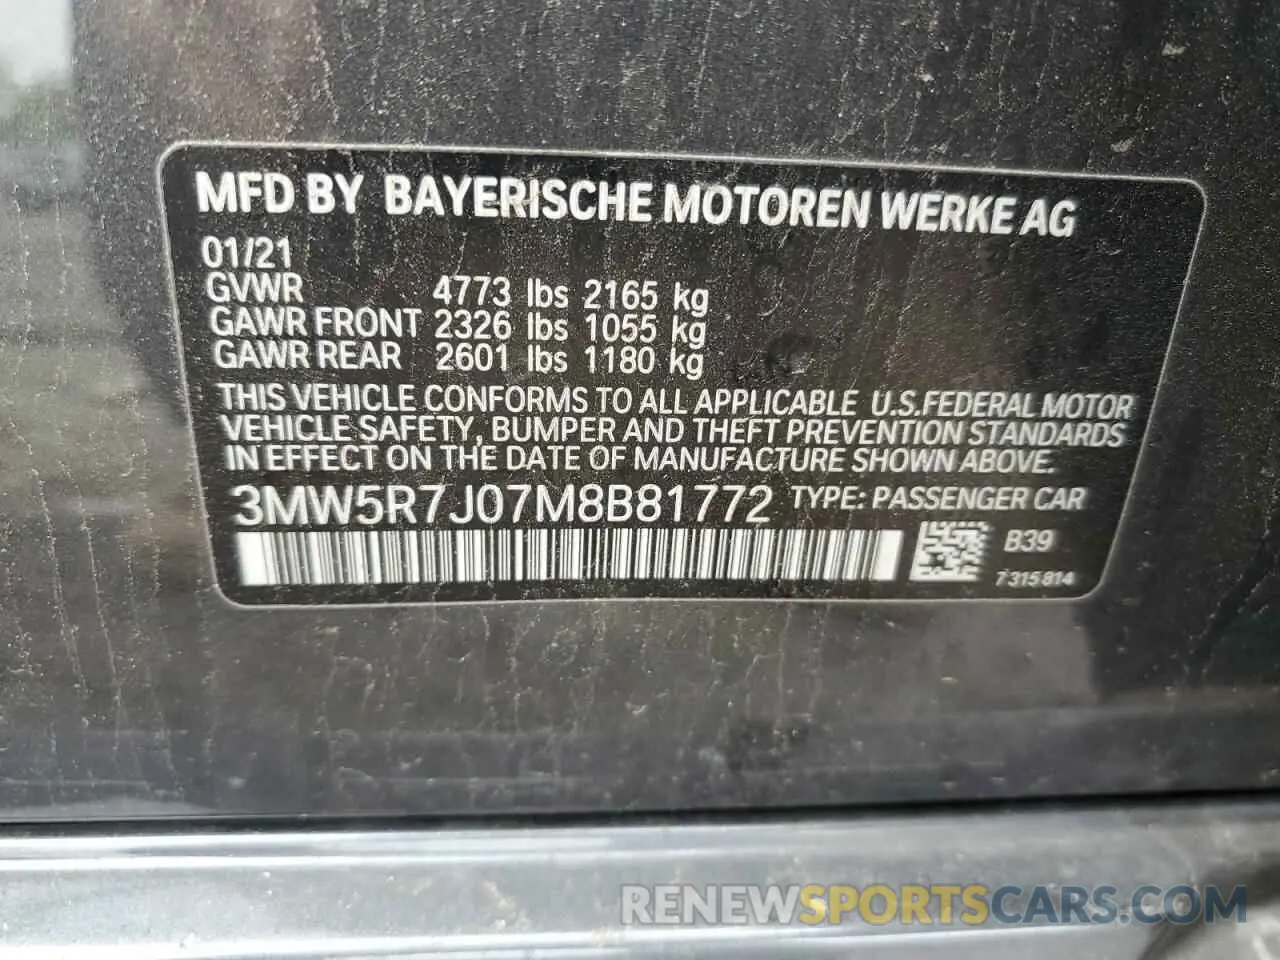 MFD BY BAYERISCHE MOTOREN WERKE AG
01/21
GVWR 4773 lbs 2165 kg
GAWR FRONT 2326 lbs 1055 kg
GAWR REAR 2601 lbs 1180 kg
THIS VEHICLE CONFORMS TO ALL APPLICABLE U.S.FEDERAL MOTOR
VEHICLE SAFETY, BUMPER AND THEFT PREVENTION STANDARDS
IN EFFECT ON THE DATE OF MANUFACTURE SHOWN ABOVE.
3MW5R7J07M8B81772 TYPE: PASSENGER CAR
B39
7315814
RENEWSPORTSCARS.COM